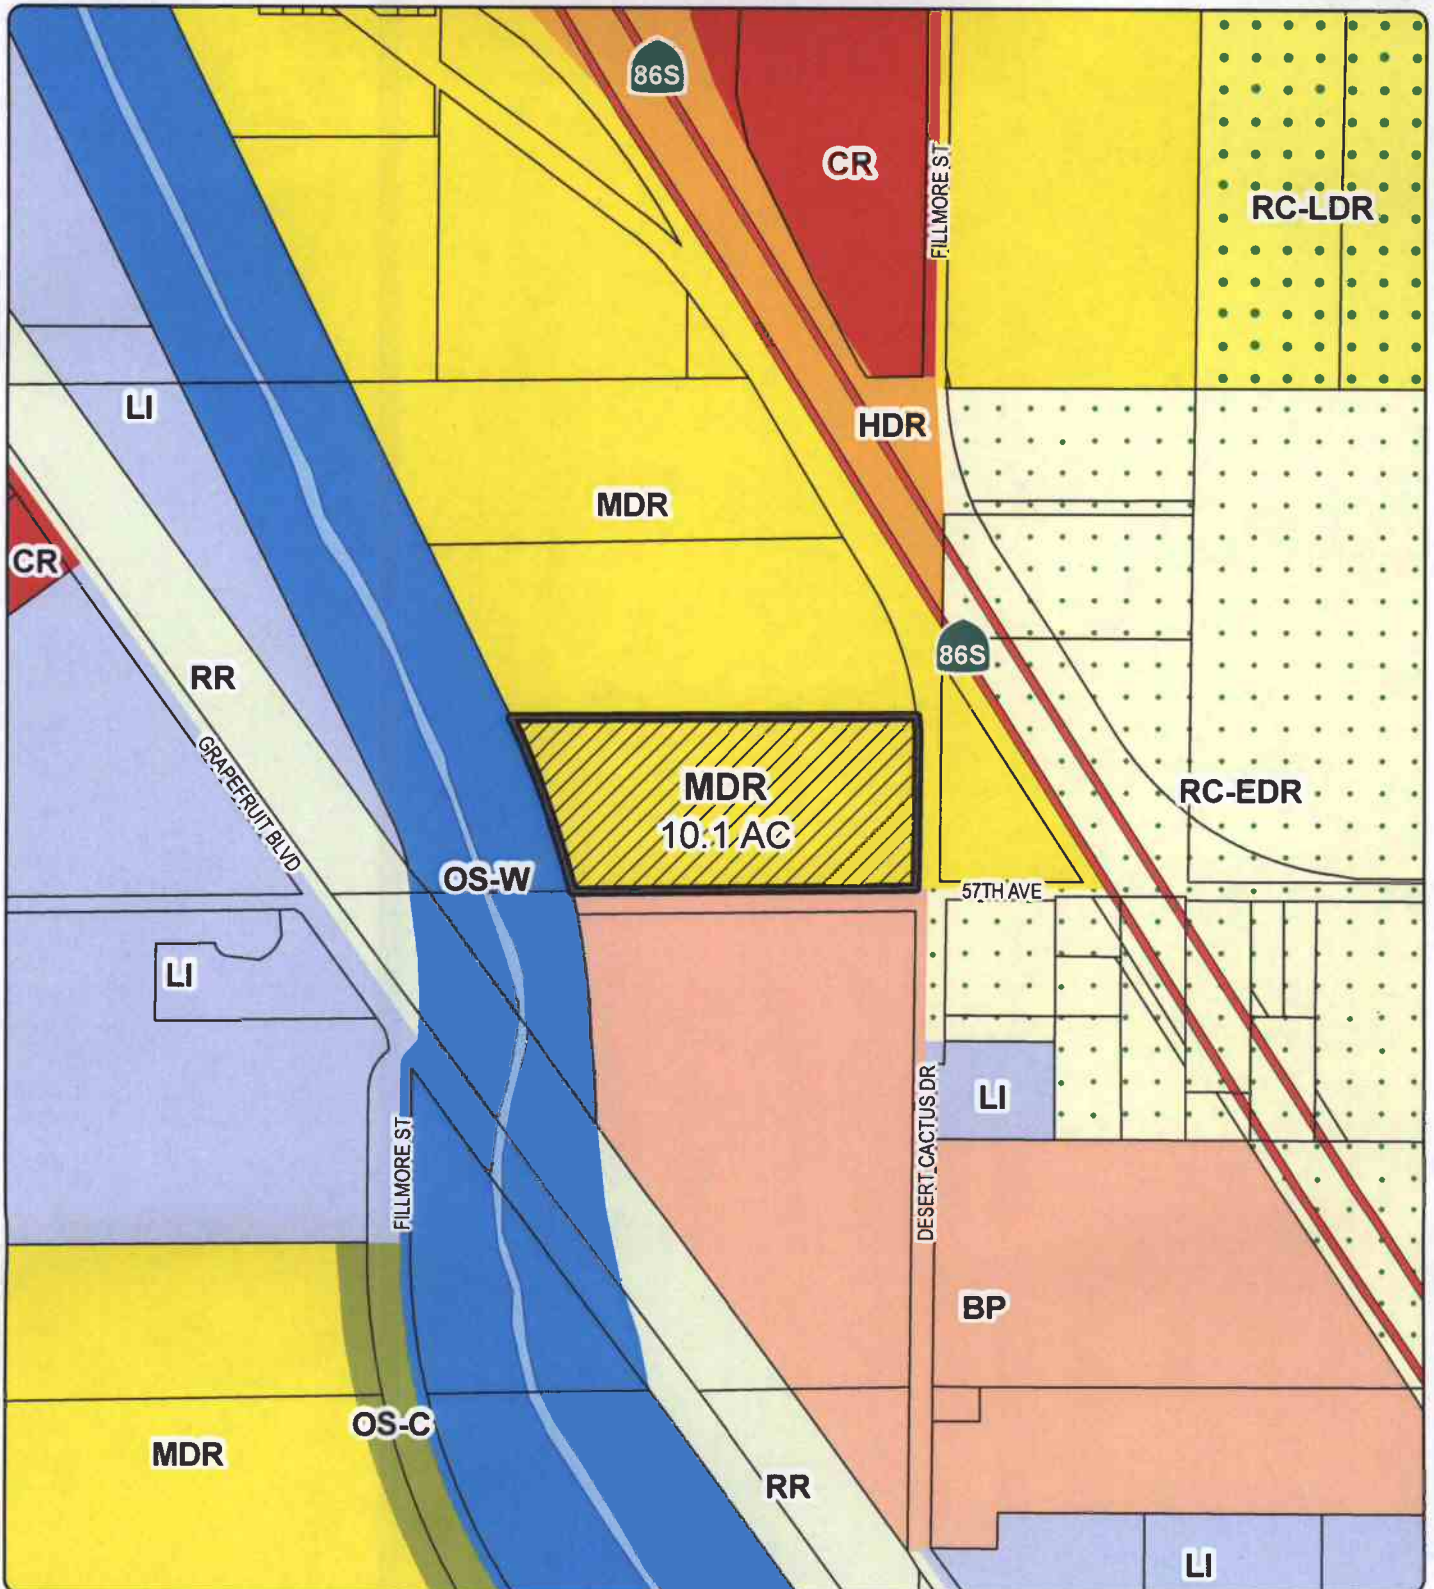 86S
CR
FILLMORE ST
RC-LDR
LI
HDR
MDR
CR
86S
RR
GRAPEFRUIT BLVD
MDR
10.1 AC
RC-EDR
OS-W
57TH AVE
LI
LI
FILLMORE ST
DESERT CACTUS DR
BP
OS-C
MDR
RR
LI